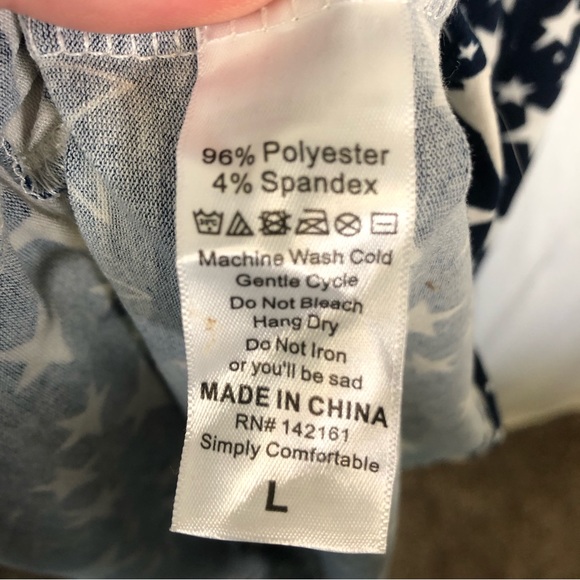 96% Polyester
4% Spandex
Machine Wash Cold
Gentle Cycle
Do Not Bleach
Hang Dry
Do Not Iron
or you'll be sad
MADE IN CHINA
RN# 142161
Simply Comfortable
L